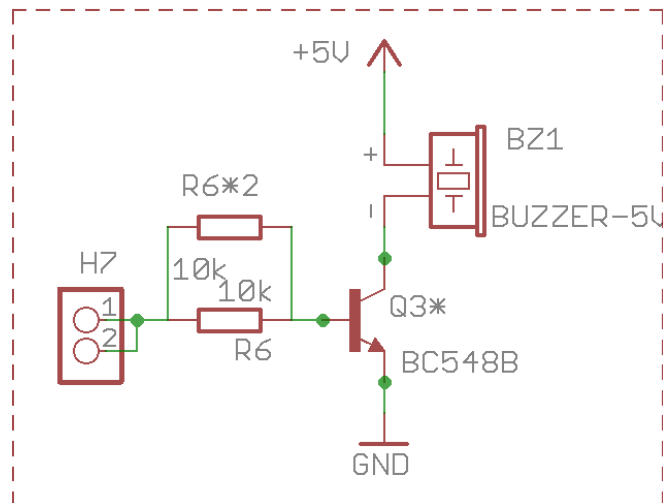 +5V
BZ1
+
-
BUZZER-5V
R6*2
10k
10k
R6
H7
1
2
Q3*
BC548B
GND